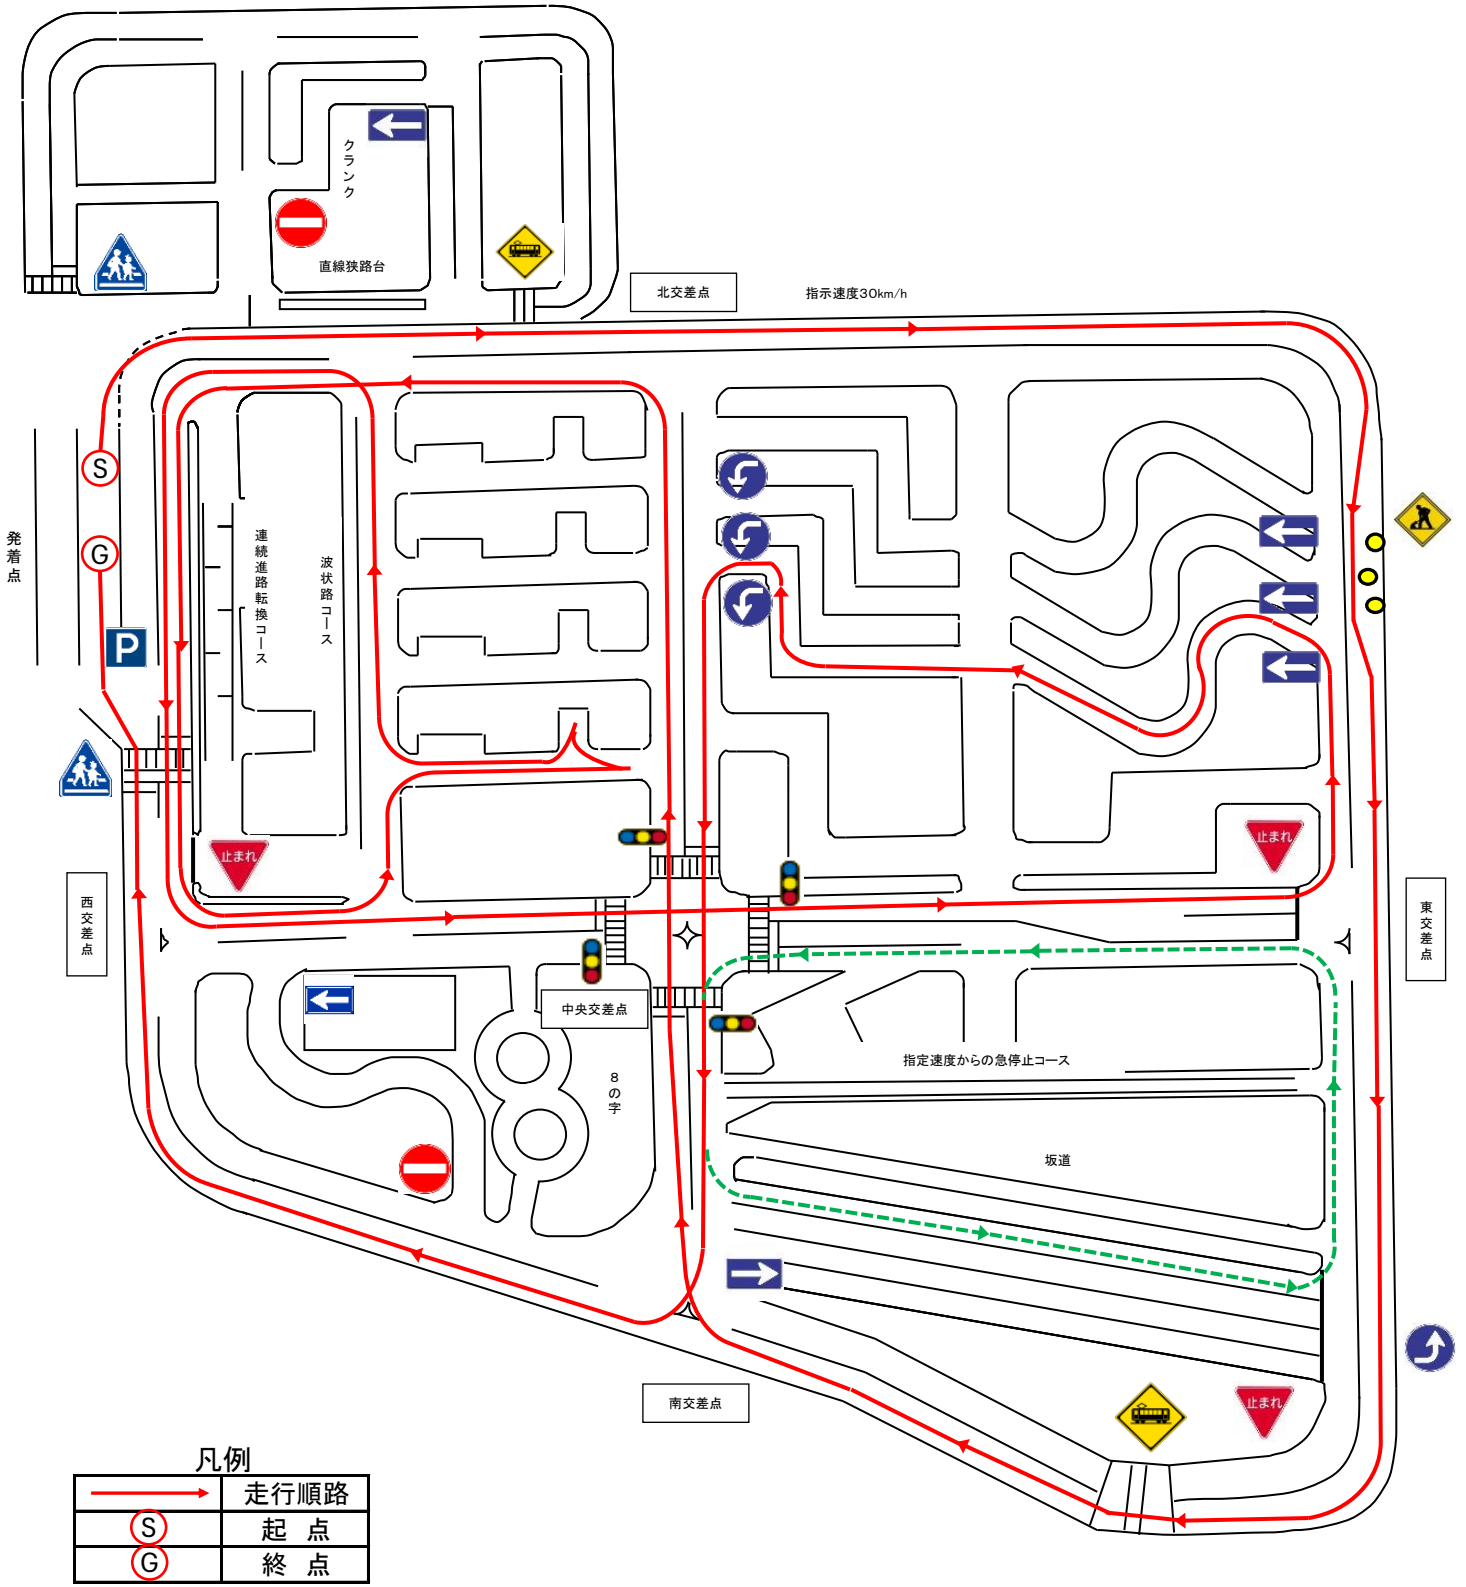 クランク
直線狭路台
北交差点
指示速度30km/h
S
発着点
G
連続進路転換コース
波状路コース
P
止まれ
止まれ
西交差点
東交差点
中央交差点
8の字
指定速度からの急停止コース
坂道
南交差点
止まれ
凡例
走行順路
S 起 点
G 終 点